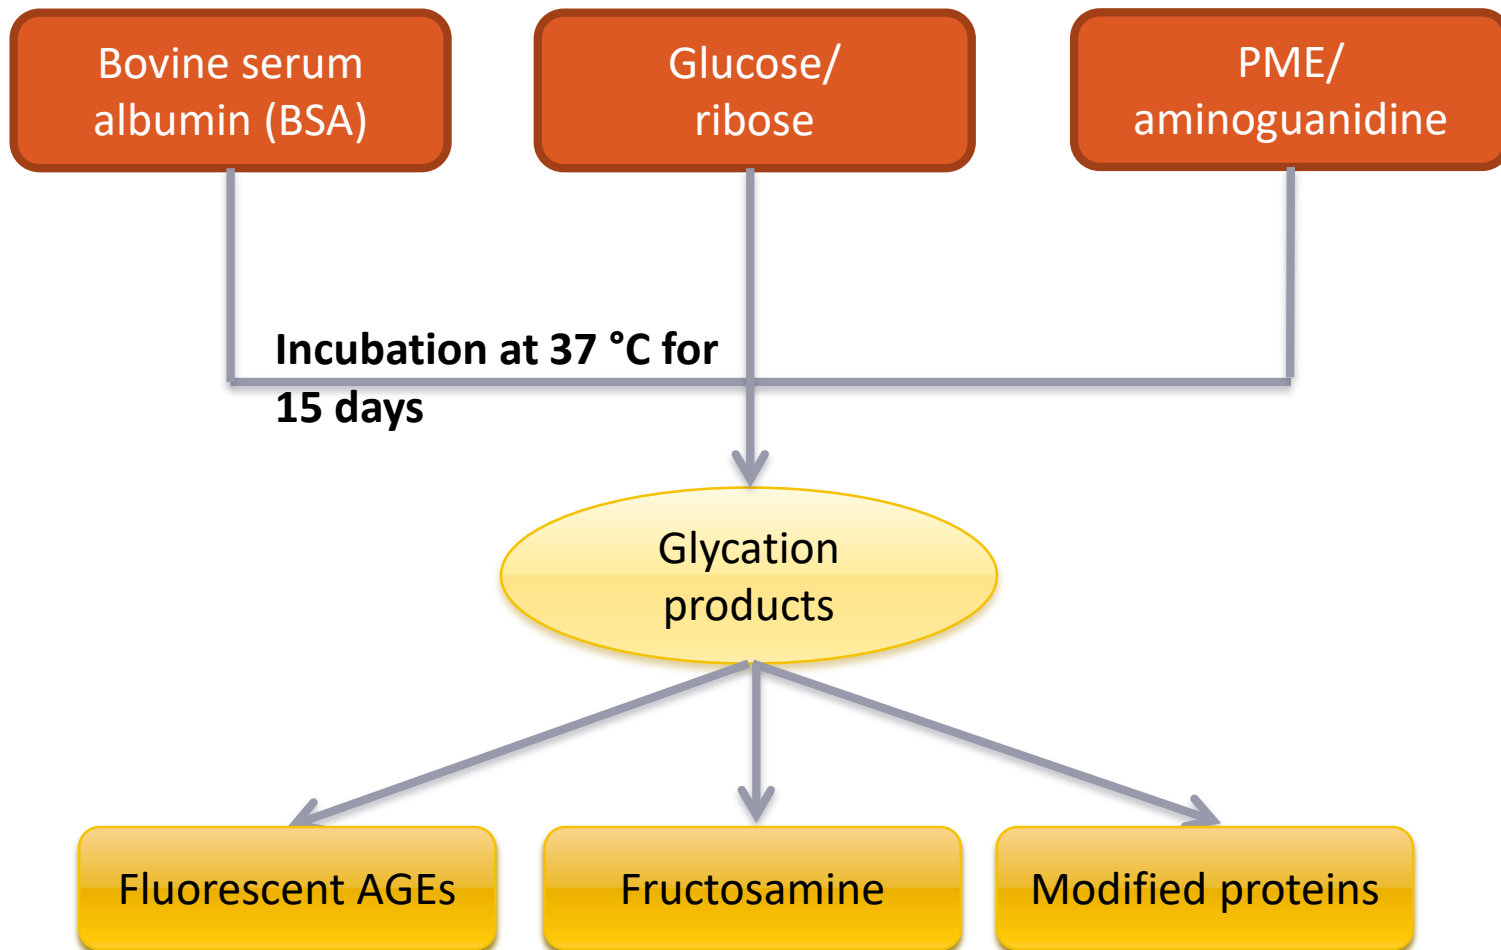 Bovine serum
albumin (BSA)
Glucose/
ribose
PME/
aminoguanidine
Incubation at 37 °C for
15 days
Glycation
products
Fluorescent AGEs
Fructosamine
Modified proteins